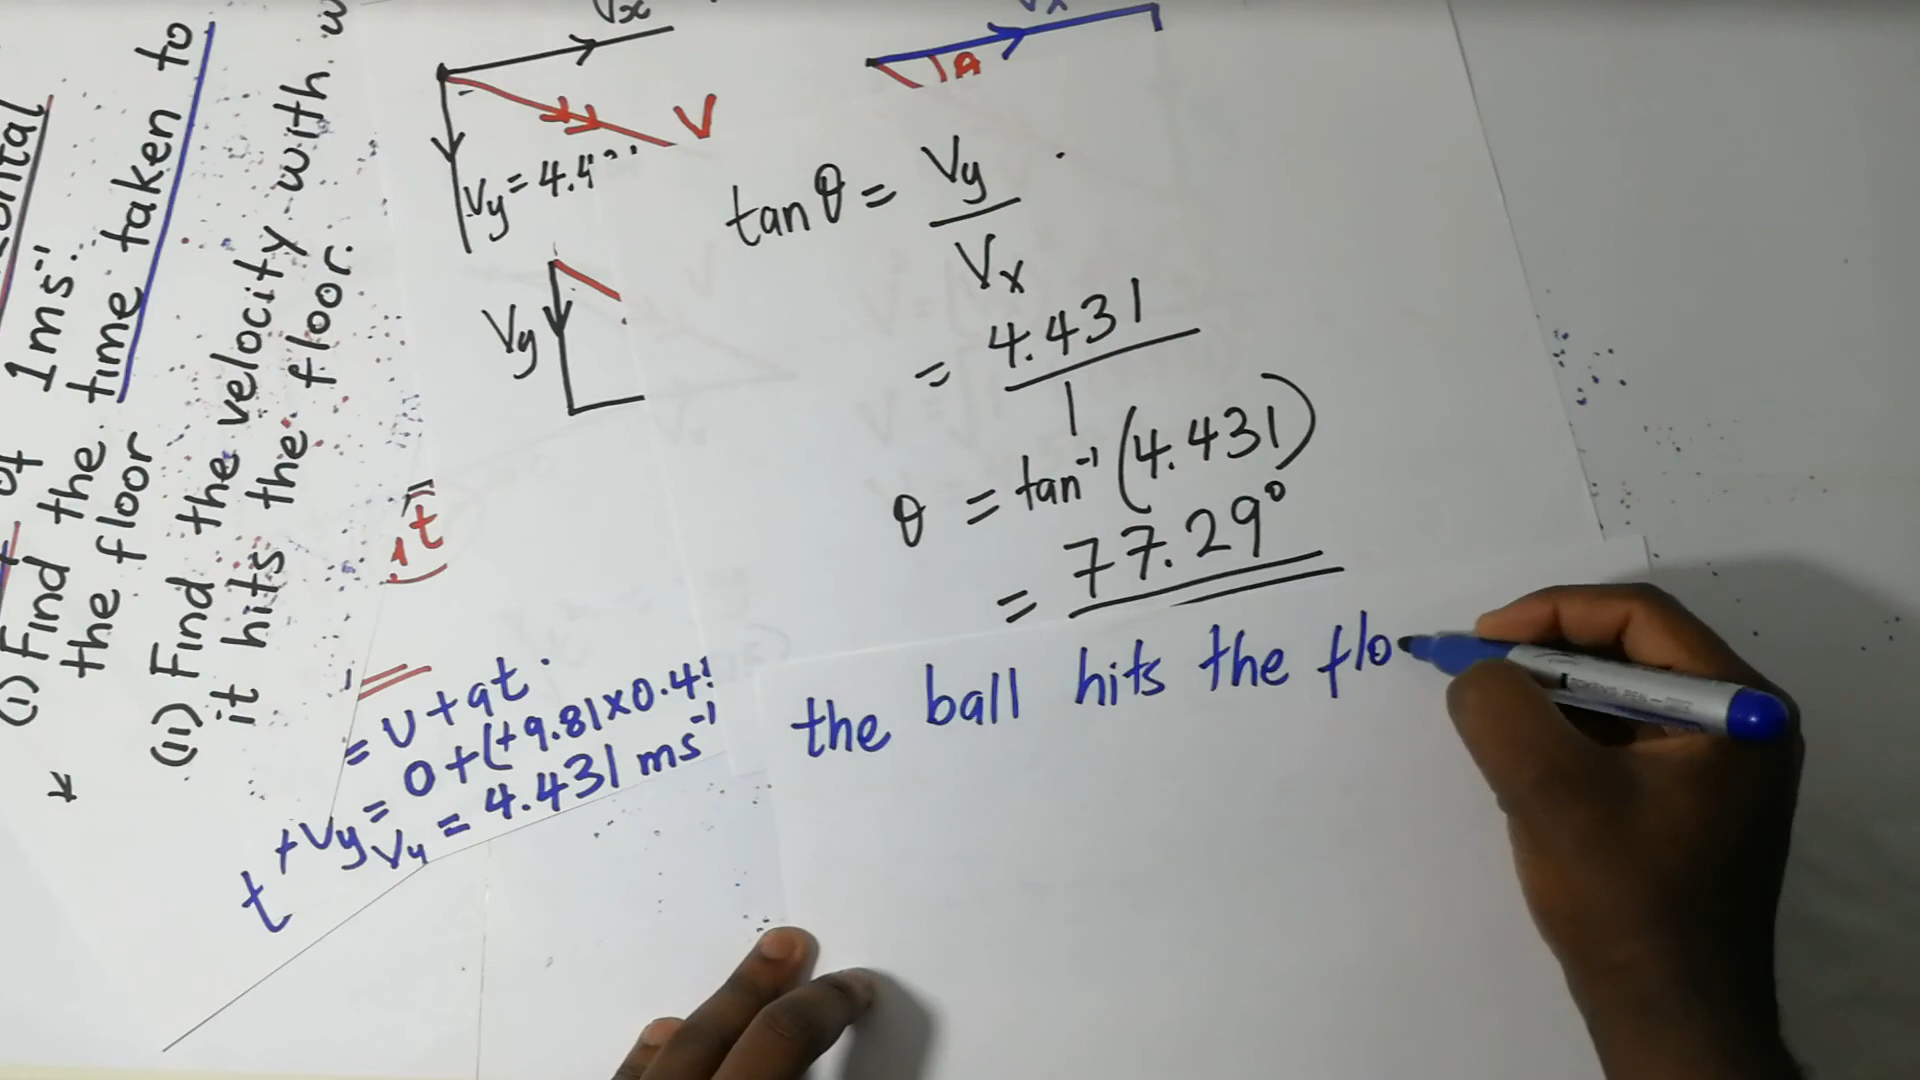 1ms⁻¹.
(i) Find the time taken to
the floor
(ii) Find the velocity with
it hits the floor.
Vx
V
Vy = 4.4
Vy
t
= U + at
+Vy = 0 + (+9.81 x 0.4
Vy = 4.431 ms⁻¹
t
θ
tan θ = Vy / Vx
= 4.431 / 1
θ = tan⁻¹ (4.431)
= 77.29°
the ball hits the flo